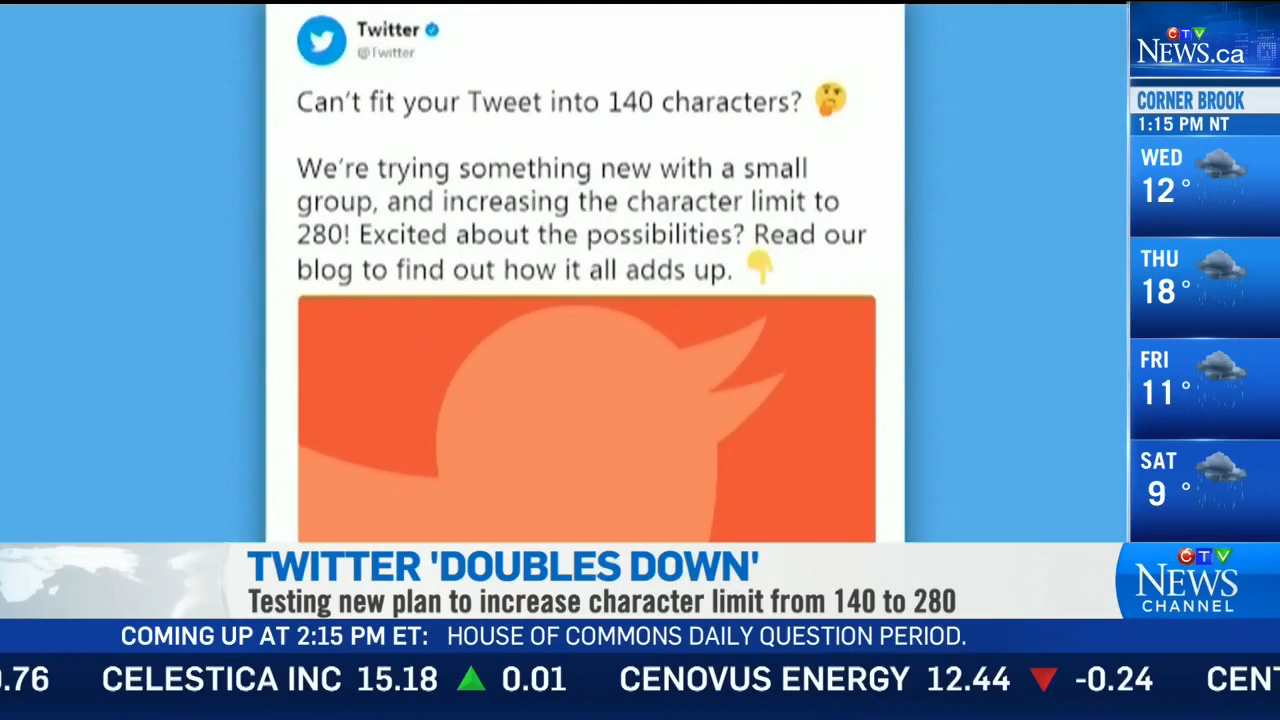 Twitter
@Twitter
Can't fit your Tweet into 140 characters? 🤔
We're trying something new with a small
group, and increasing the character limit to
280! Excited about the possibilities? Read our
blog to find out how it all adds up. 👇
CTV
NEWS.ca
CORNER BROOK
1:15 PM NT
WED
12°
THU
18°
FRI
11°
SAT
9°
TWITTER 'DOUBLES DOWN'
Testing new plan to increase character limit from 140 to 280
CTV
NEWS
CHANNEL
COMING UP AT 2:15 PM ET: HOUSE OF COMMONS DAILY QUESTION PERIOD.
.76 CELESTICA INC 15.18 ▲ 0.01 CENOVUS ENERGY 12.44 ▼ -0.24 CEN